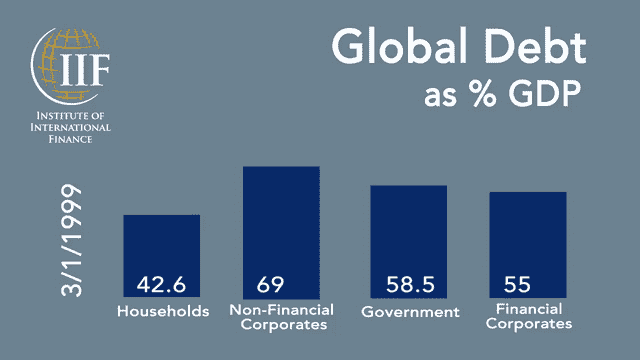 IIF
INSTITUTE OF
INTERNATIONAL
FINANCE
Global Debt
as % GDP
3/1/1999
42.6
69
58.5
55
Households
Non-Financial
Corporates
Government
Financial
Corporates